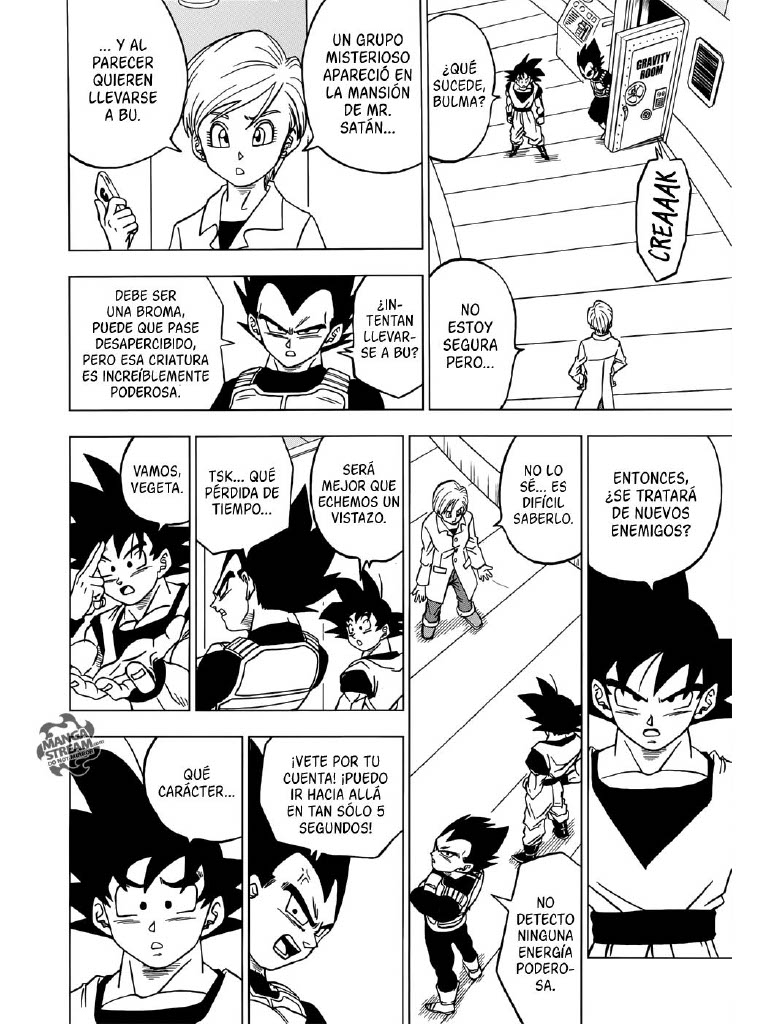 GRAVITY
ROOM
¿QUÉ
SUCEDE,
BULMA?
CREAAAK
NO
ESTOY
SEGURA
PERO...
UN GRUPO
MISTERIOSO
APARECIÓ EN
LA MANSIÓN
DE MR.
SATÁN...
... Y AL
PARECER
QUIEREN
LLEVARSE
A BU.
¿IN-
TENTAN
LLEVAR-
SE A BU?
DEBE SER
UNA BROMA,
PUEDE QUE PASE
DESAPERCIBIDO,
PERO ESA CRIATURA
ES INCREÍBLEMENTE
PODEROSA.
ENTONCES,
¿SE TRATARÁ
DE NUEVOS
ENEMIGOS?
NO LO
SÉ... ES
DIFÍCIL
SABERLO.
NO
DETECTO
NINGUNA
ENERGÍA
PODERO-
SA.
SERÁ
MEJOR QUE
ECHEMOS UN
VISTAZO.
TSK... QUÉ
PÉRDIDA DE
TIEMPO...
VAMOS,
VEGETA.
¡VETE POR TU
CUENTA! ¡PUEDO
IR HACIA ALLÁ
EN TAN SÓLO 5
SEGUNDOS!
QUÉ
CARÁCTER...
MANGA
STREAM.com
DO NOT MIRROR